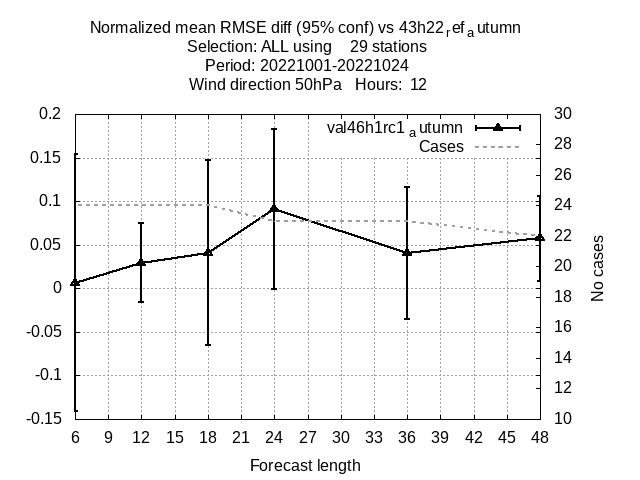 Normalized mean RMSE diff (95% conf) vs 43h22refautumn
Selection: ALL using 29 stations
Period: 20221001-20221024
Wind direction 50hPa Hours: 12
0.2
0.15
0.1
0.05
0
-0.05
-0.1
-0.15
val46h1rc1autumn
Cases
30
28
26
24
22
20
18
16
14
12
10
No cases
6 9 12 15 18 21 24 27 30 33 36 39 42 45 48
Forecast length